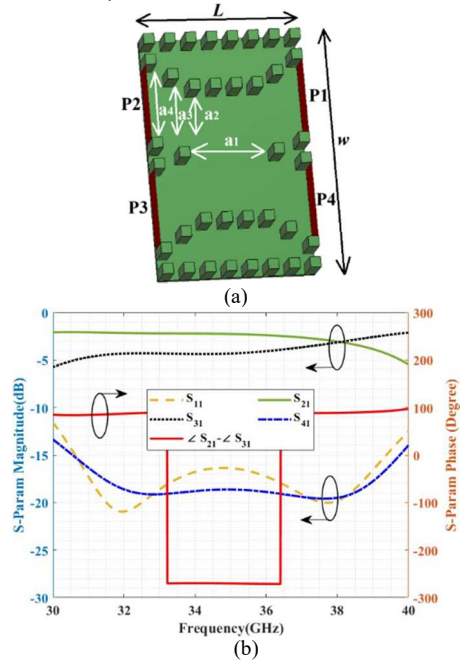 L
P2
P1
a4
a3
a2
a1
w
P3
P4
(a)
S-Param Magnitude(dB)
0
-5
-10
-15
-20
-25
-30
300
200
100
0
-100
-200
-300
S-Param Phase (Degree)
S11
S21
S31
S41
∠ S21-∠ S31
30
32
34
36
38
40
Frequency(GHz)
(b)